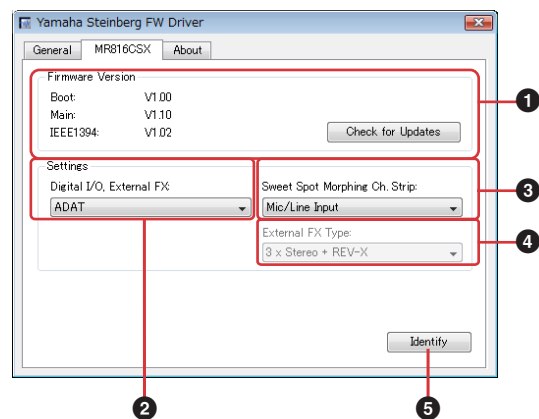 Yamaha Steinberg FW Driver
General MR816CSX About
Firmware Version
Boot: V1.00
Main: V1.10
IEEE1394: V1.02
Check for Updates
1
Settings
Digital I/O, External FX:
ADAT
Sweet Spot Morphing Ch. Strip:
Mic/Line Input
3
External FX Type:
3 x Stereo + REV-X
4
Identify
2
5